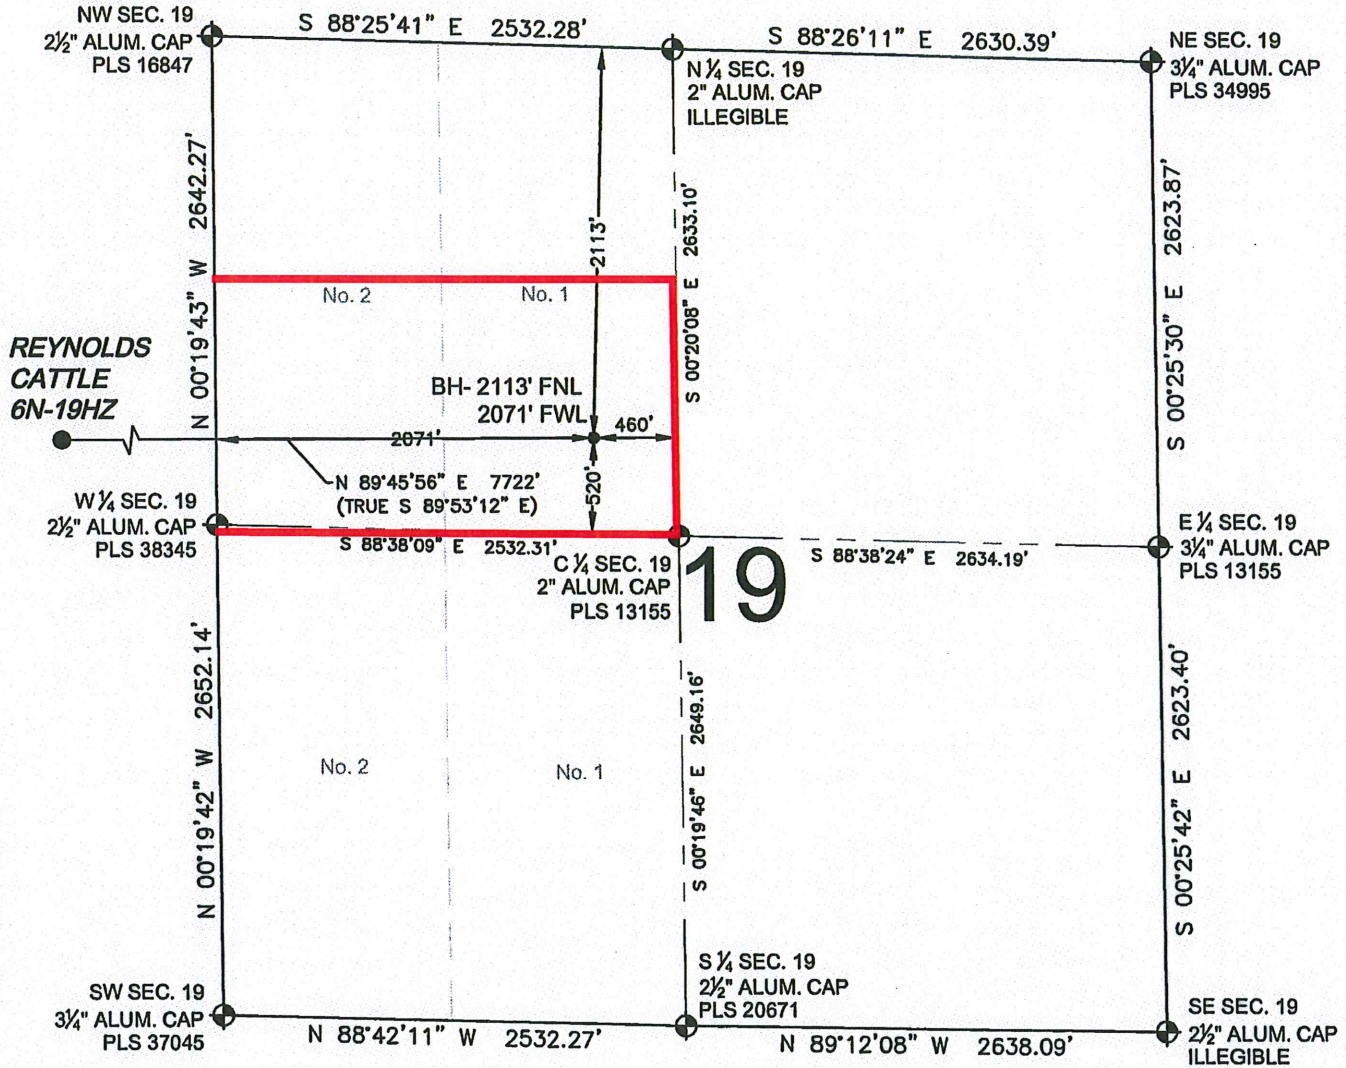 NW SEC. 19
2½" ALUM. CAP
PLS 16847
S 88°25'41" E 2532.28'
N ¼ SEC. 19
2" ALUM. CAP
ILLEGIBLE
S 88°26'11" E 2630.39'
NE SEC. 19
3¼" ALUM. CAP
PLS 34995
N 00°19'43" W 2642.27'
2113'
S 00°20'08" E 2633.10'
S 00°25'30" E 2623.87'
No. 2
No. 1
REYNOLDS
CATTLE
6N-19HZ
BH- 2113' FNL
2071' FWL
2071'
460'
520'
N 89°45'56" E 7722'
(TRUE S 89°53'12" E)
W ¼ SEC. 19
2½" ALUM. CAP
PLS 38345
S 88°38'09" E 2532.31'
C ¼ SEC. 19
2" ALUM. CAP
PLS 13155
19
S 88°38'24" E 2634.19'
E ¼ SEC. 19
3¼" ALUM. CAP
PLS 13155
N 00°19'42" W 2652.14'
No. 2
No. 1
S 00°19'46" E 2649.16'
S 00°25'42" E 2623.40'
SW SEC. 19
3¼" ALUM. CAP
PLS 37045
N 88°42'11" W 2532.27'
S ¼ SEC. 19
2½" ALUM. CAP
PLS 20671
N 89°12'08" W 2638.09'
SE SEC. 19
2½" ALUM. CAP
ILLEGIBLE